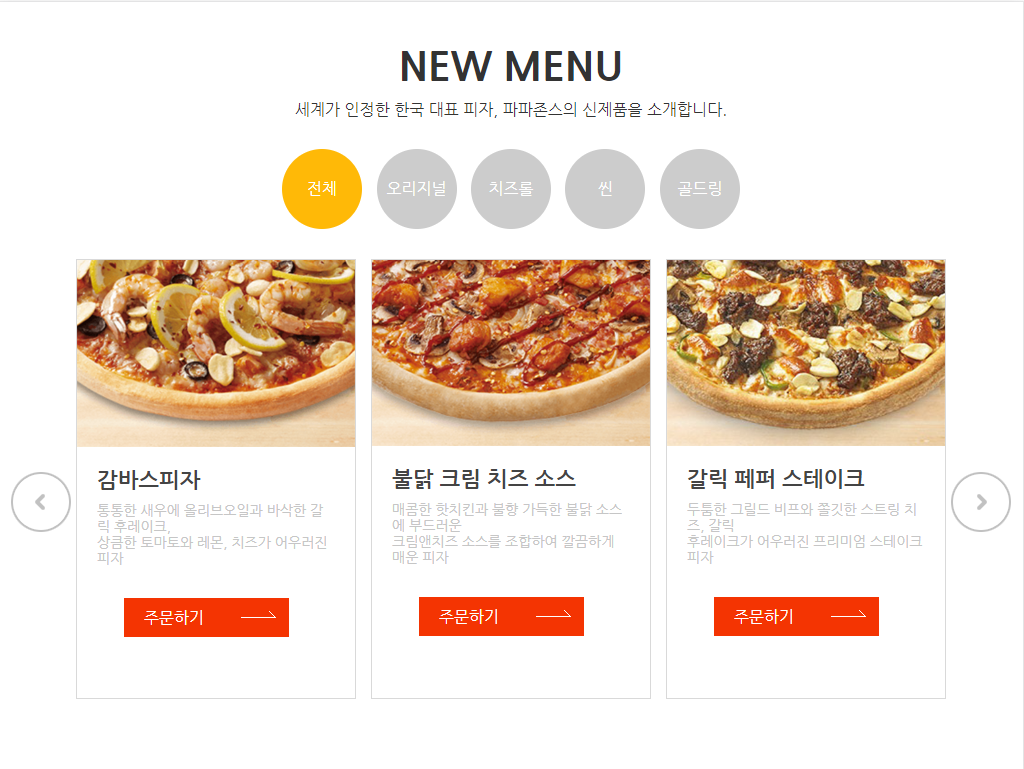 NEW MENU
세계가 인정한 한국 대표 피자, 파파존스의 신제품을 소개합니다.
전체
오리지널
치즈롤
씬
골드링
감바스피자
통통한 새우에 올리브오일과 바삭한 갈
릭 후레이크,
상큼한 토마토와 레몬, 치즈가 어우러진
피자
주문하기
불닭 크림 치즈 소스
매콤한 핫치킨과 불향 가득한 불닭 소스
에 부드러운
크림앤치즈 소스를 조합하여 깔끔하게
매운 피자
주문하기
갈릭 페퍼 스테이크
두툼한 그릴드 비프와 쫄깃한 스트링 치
즈, 갈릭
후레이크가 어우러진 프리미엄 스테이크
피자
주문하기